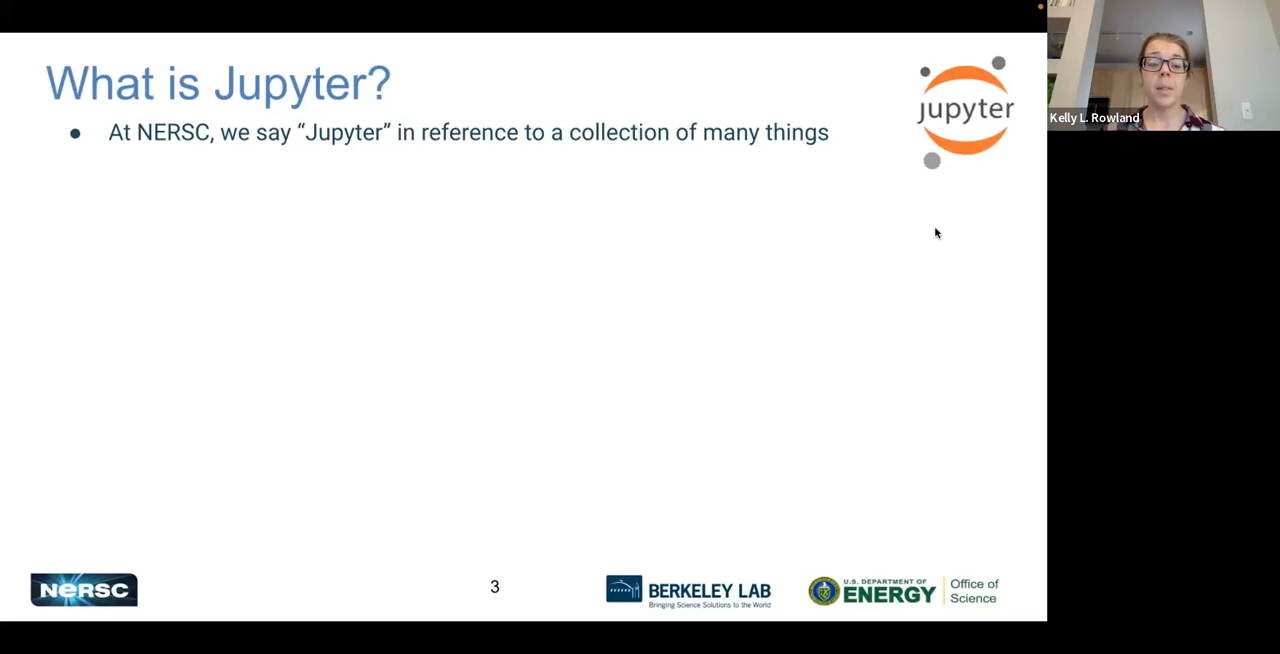 What is Jupyter?
● At NERSC, we say “Jupyter” in reference to a collection of many things
jupyter
Kelly L. Rowland
NERSC
3
BERKELEY LAB
Bringing Science Solutions to the World
U.S. DEPARTMENT OF
ENERGY
Office of
Science